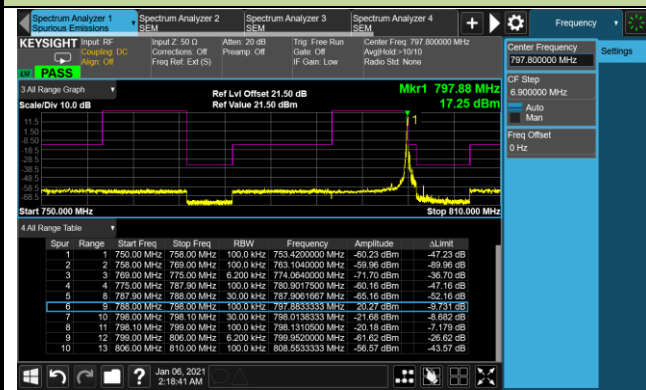 Spectrum Analyzer 1
Spurious Emissions
Spectrum Analyzer 2
SEM
Spectrum Analyzer 3
SEM
Spectrum Analyzer 4
SEM
Frequency
KEYSIGHT
Input: RF
Coupling: DC
Align: Off
Input Z: 50 Ω
Corrections: Off
Freq Ref: Ext (S)
Atten: 20 dB
Preamp: Off
Trig: Free Run
Gate: Off
IF Gain: Low
Center Freq: 797.800000 MHz
Avg|Hold:>10/10
Radio Std: None
PASS
Center Frequency
797.800000 MHz
Settings
CF Step
6.900000 MHz
Auto
Man
Freq Offset
0 Hz
3 All Range Graph
Scale/Div 10.0 dB
Ref Lvl Offset 21.50 dB
Ref Value 21.50 dBm
Mkr1 797.88 MHz
17.25 dBm
1
11.5
1.50
-8.50
-18.5
-28.5
-38.5
-48.5
-58.5
-68.5
Start 750.000 MHz
Stop 810.000 MHz
4 All Range Table
Spur Range Start Freq Stop Freq RBW Frequency Amplitude ΔLimit
1 1 750.00 MHz 758.00 MHz 100.0 kHz 753.4200000 MHz -60.23 dBm -47.23 dB
2 2 758.00 MHz 769.00 MHz 100.0 kHz 763.1040000 MHz -59.96 dBm -89.96 dB
3 3 769.00 MHz 775.00 MHz 6.200 kHz 774.0640000 MHz -71.70 dBm -36.70 dB
4 4 775.00 MHz 787.90 MHz 100.0 kHz 780.9017500 MHz -60.16 dBm -47.16 dB
5 8 787.90 MHz 788.00 MHz 30.00 kHz 787.9061667 MHz -65.16 dBm -52.16 dB
6 9 788.00 MHz 798.00 MHz 100.0 kHz 797.8833333 MHz 20.27 dBm -9.731 dB
7 10 798.00 MHz 798.10 MHz 30.00 kHz 798.0138333 MHz -21.68 dBm -8.682 dB
8 11 798.10 MHz 799.00 MHz 100.0 kHz 798.1310500 MHz -20.18 dBm -7.179 dB
9 12 799.00 MHz 806.00 MHz 6.200 kHz 799.9520000 MHz -61.62 dBm -26.62 dB
10 13 806.00 MHz 810.00 MHz 100.0 kHz 808.5533333 MHz -56.57 dBm -43.57 dB
Jan 06, 2021
2:18:41 AM